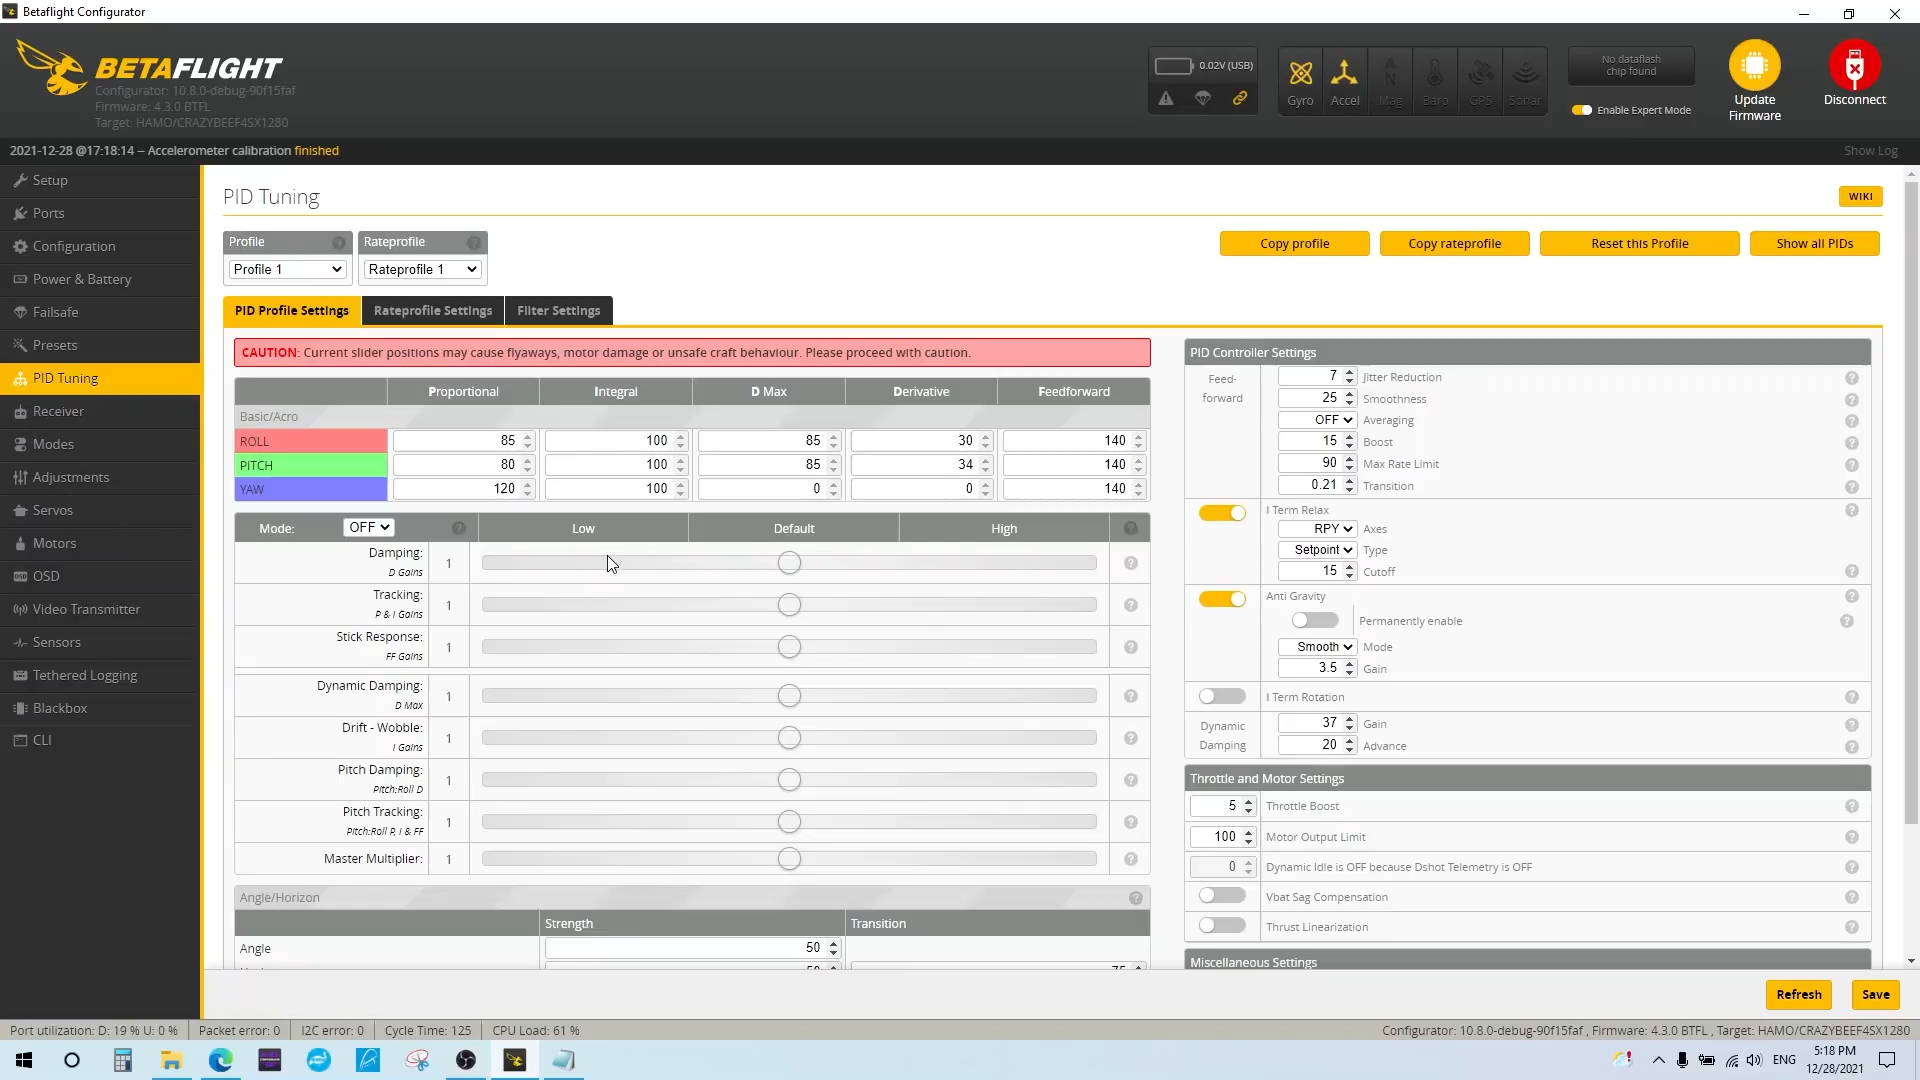 Betaflight Configurator
BETAFLIGHT
Configurator: 10.8.0-debug-90f15faf
Firmware: 4.3.0 BTFL
Target: HAMO/CRAZYBEEF4SX1280
0.02V (USB)
Gyro Accel Mag Baro GPS Sonar
No dataflash
chip found
Enable Expert Mode
Update
Firmware
Disconnect
2021-12-28 @17:18:14 -- Accelerometer calibration finished
Show Log
Setup
Ports
Configuration
Power & Battery
Failsafe
Presets
PID Tuning
Receiver
Modes
Adjustments
Servos
Motors
OSD
Video Transmitter
Sensors
Tethered Logging
Blackbox
CLI
PID Tuning
WIKI
Profile
Profile 1
Rateprofile
Rateprofile 1
Copy profile
Copy rateprofile
Reset this Profile
Show all PIDs
PID Profile Settings
Rateprofile Settings
Filter Settings
CAUTION: Current slider positions may cause flyaways, motor damage or unsafe craft behaviour. Please proceed with caution.
Proportional Integral D Max Derivative Feedforward
Basic/Acro
ROLL 85 100 85 30 140
PITCH 80 100 85 34 140
YAW 120 100 0 0 140
Mode: OFF Low Default High
Damping: 1
D Gains
Tracking: 1
P & I Gains
Stick Response: 1
FF Gains
Dynamic Damping: 1
D Max
Drift - Wobble: 1
I Gains
Pitch Damping: 1
Pitch:Roll D
Pitch Tracking: 1
Pitch:Roll P, I & FF
Master Multiplier: 1
Angle/Horizon
Strength Transition
Angle 50
PID Controller Settings
Feed-
forward
7 Jitter Reduction
25 Smoothness
OFF Averaging
15 Boost
90 Max Rate Limit
0.21 Transition
I Term Relax
RPY Axes
Setpoint Type
15 Cutoff
Anti Gravity
Permanently enable
Smooth Mode
3.5 Gain
I Term Rotation
Dynamic
Damping
37 Gain
20 Advance
Throttle and Motor Settings
5 Throttle Boost
100 Motor Output Limit
0 Dynamic Idle is OFF because Dshot Telemetry is OFF
Vbat Sag Compensation
Thrust Linearization
Miscellaneous Settings
Refresh
Save
Port utilization: D: 19 % U: 0 % Packet error: 0 I2C error: 0 Cycle Time: 125 CPU Load: 61 %
Configurator: 10.8.0-debug-90f15faf , Firmware: 4.3.0 BTFL , Target: HAMO/CRAZYBEEF4SX1280
ENG
5:18 PM
12/28/2021